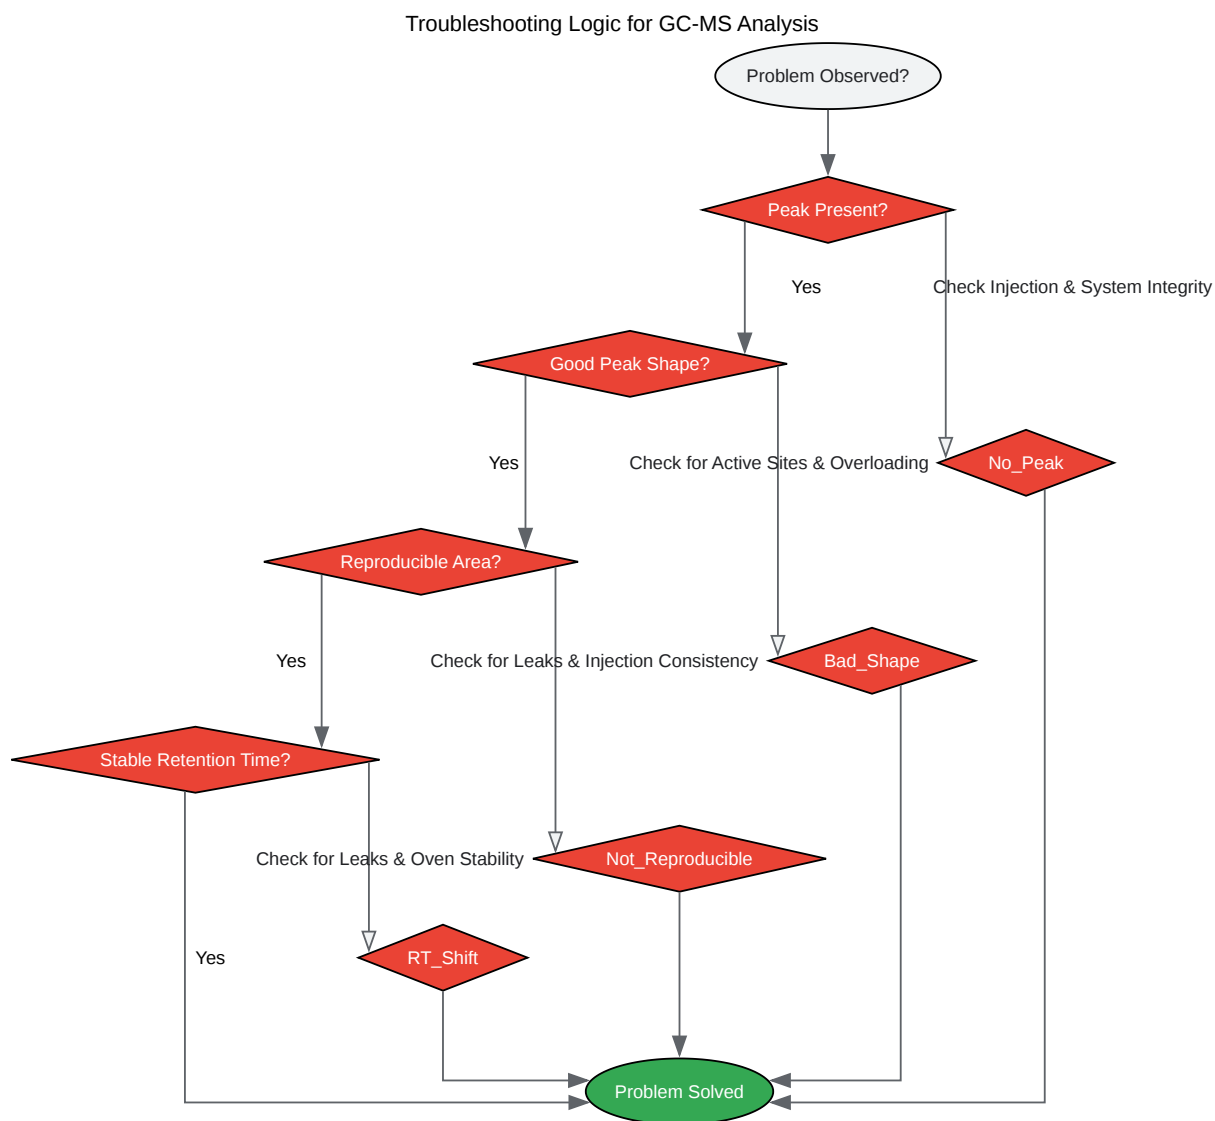 Troubleshooting Logic for GC-MS Analysis
Problem Observed?
Peak Present?
Yes
Check Injection & System Integrity
Good Peak Shape?
Yes
Check for Active Sites & Overloading
No_Peak
Reproducible Area?
Yes
Check for Leaks & Injection Consistency
Bad_Shape
Stable Retention Time?
Check for Leaks & Oven Stability
Not_Reproducible
Yes
RT_Shift
Problem Solved